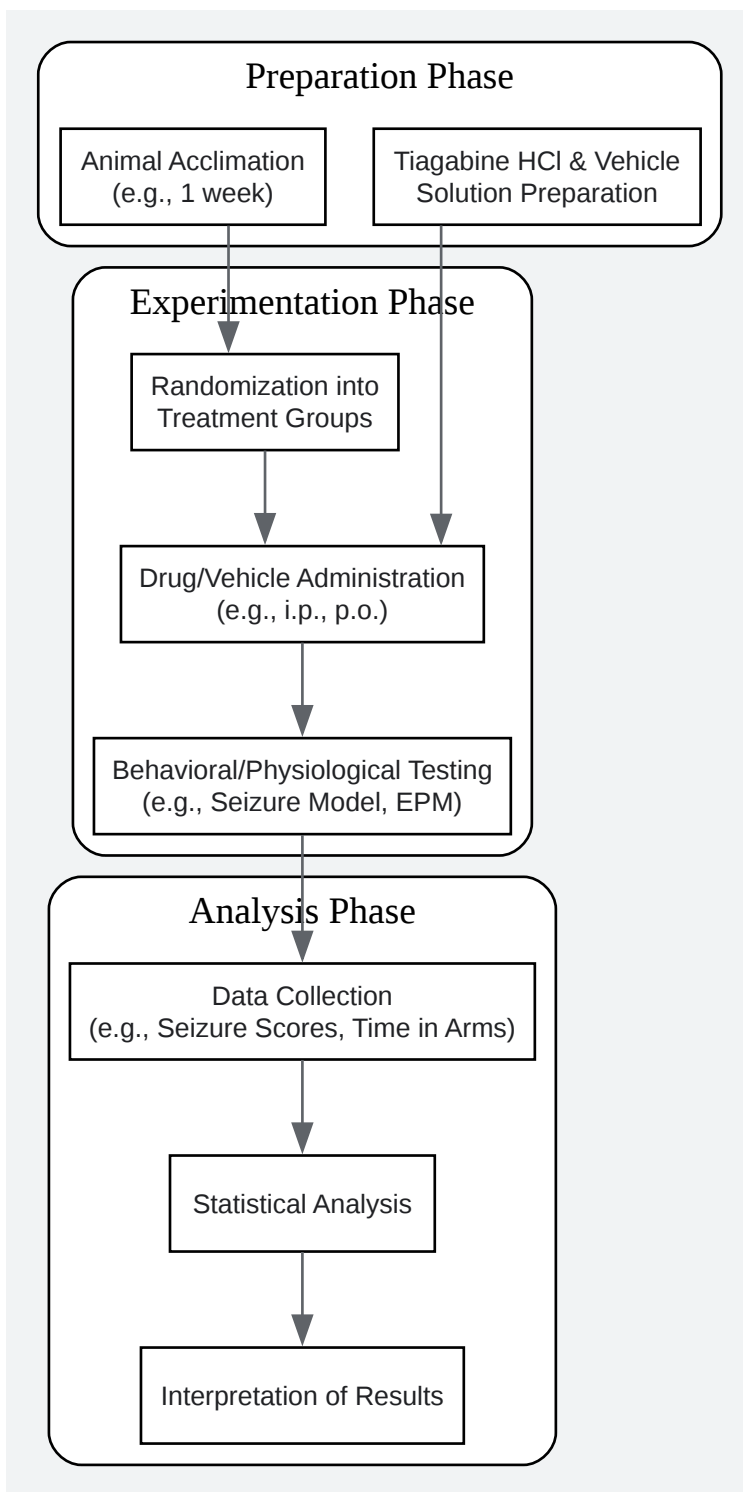 Preparation Phase
Animal Acclimation
(e.g., 1 week)
Tiagabine HCl & Vehicle
Solution Preparation
Experimentation Phase
Randomization into
Treatment Groups
Drug/Vehicle Administration
(e.g., i.p., p.o.)
Behavioral/Physiological Testing
(e.g., Seizure Model, EPM)
Analysis Phase
Data Collection
(e.g., Seizure Scores, Time in Arms)
Statistical Analysis
Interpretation of Results